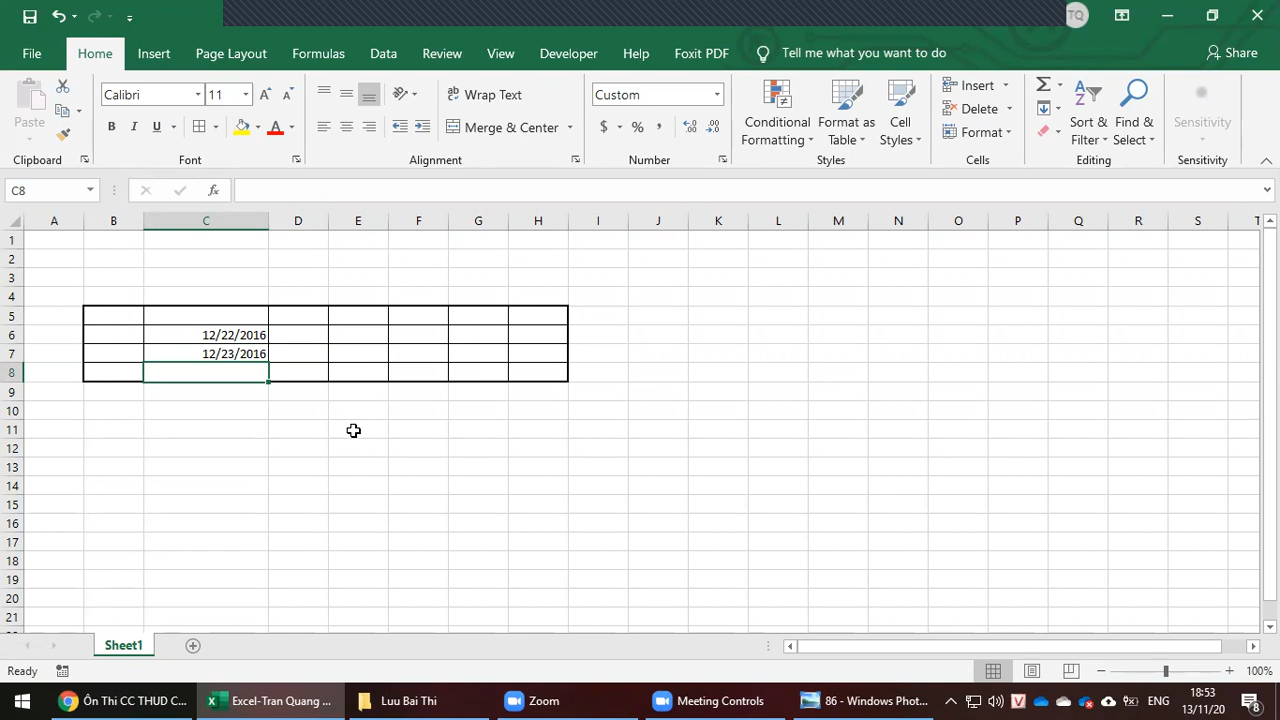 TQ
File Home Insert Page Layout Formulas Data Review View Developer Help Foxit PDF Tell me what you want to do Share
Paste
Calibri 11
B I U A
Wrap Text
Merge & Center
Custom
$ % ,
Conditional Formatting
Format as Table
Cell Styles
Insert
Delete
Format
Sort & Filter
Find & Select
Sensitivity
Clipboard Font Alignment Number Styles Cells Editing Sensitivity
C8 fx
A B C D E F G H I J K L M N O P Q R S T
1
2
3
4
5
6 12/22/2016
7 12/23/2016
8
9
10
11
12
13
14
15
16
17
18
19
20
21
Sheet1
Ready 100%
Ôn Thi CC THUD C... Excel-Tran Quang ... Luu Bai Thi Zoom Meeting Controls 86 - Windows Phot... V ENG 18:53 13/11/20 8